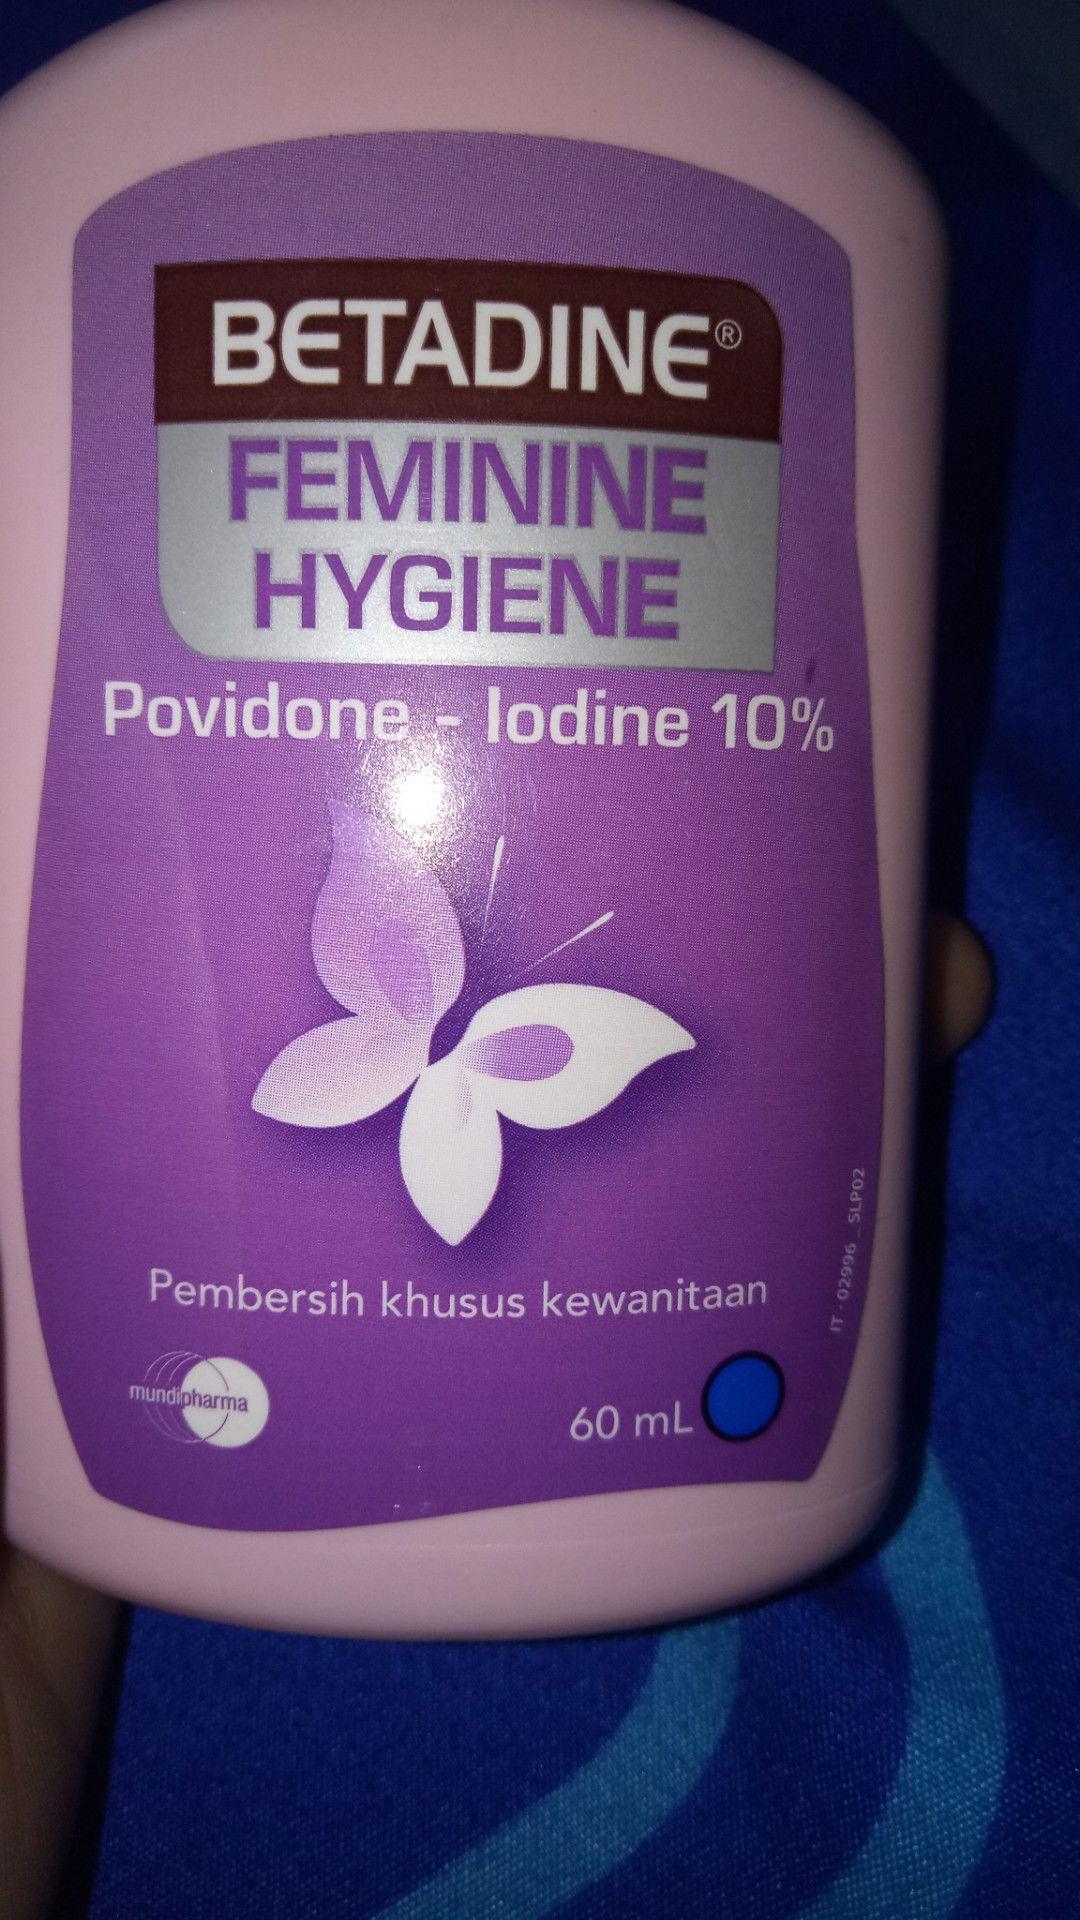 BETADINE®
FEMININE
HYGIENE
Povidone - Iodine 10%
Pembersih khusus kewanitaan
mundipharma
60 mL
IT - 02996 _ SLP02